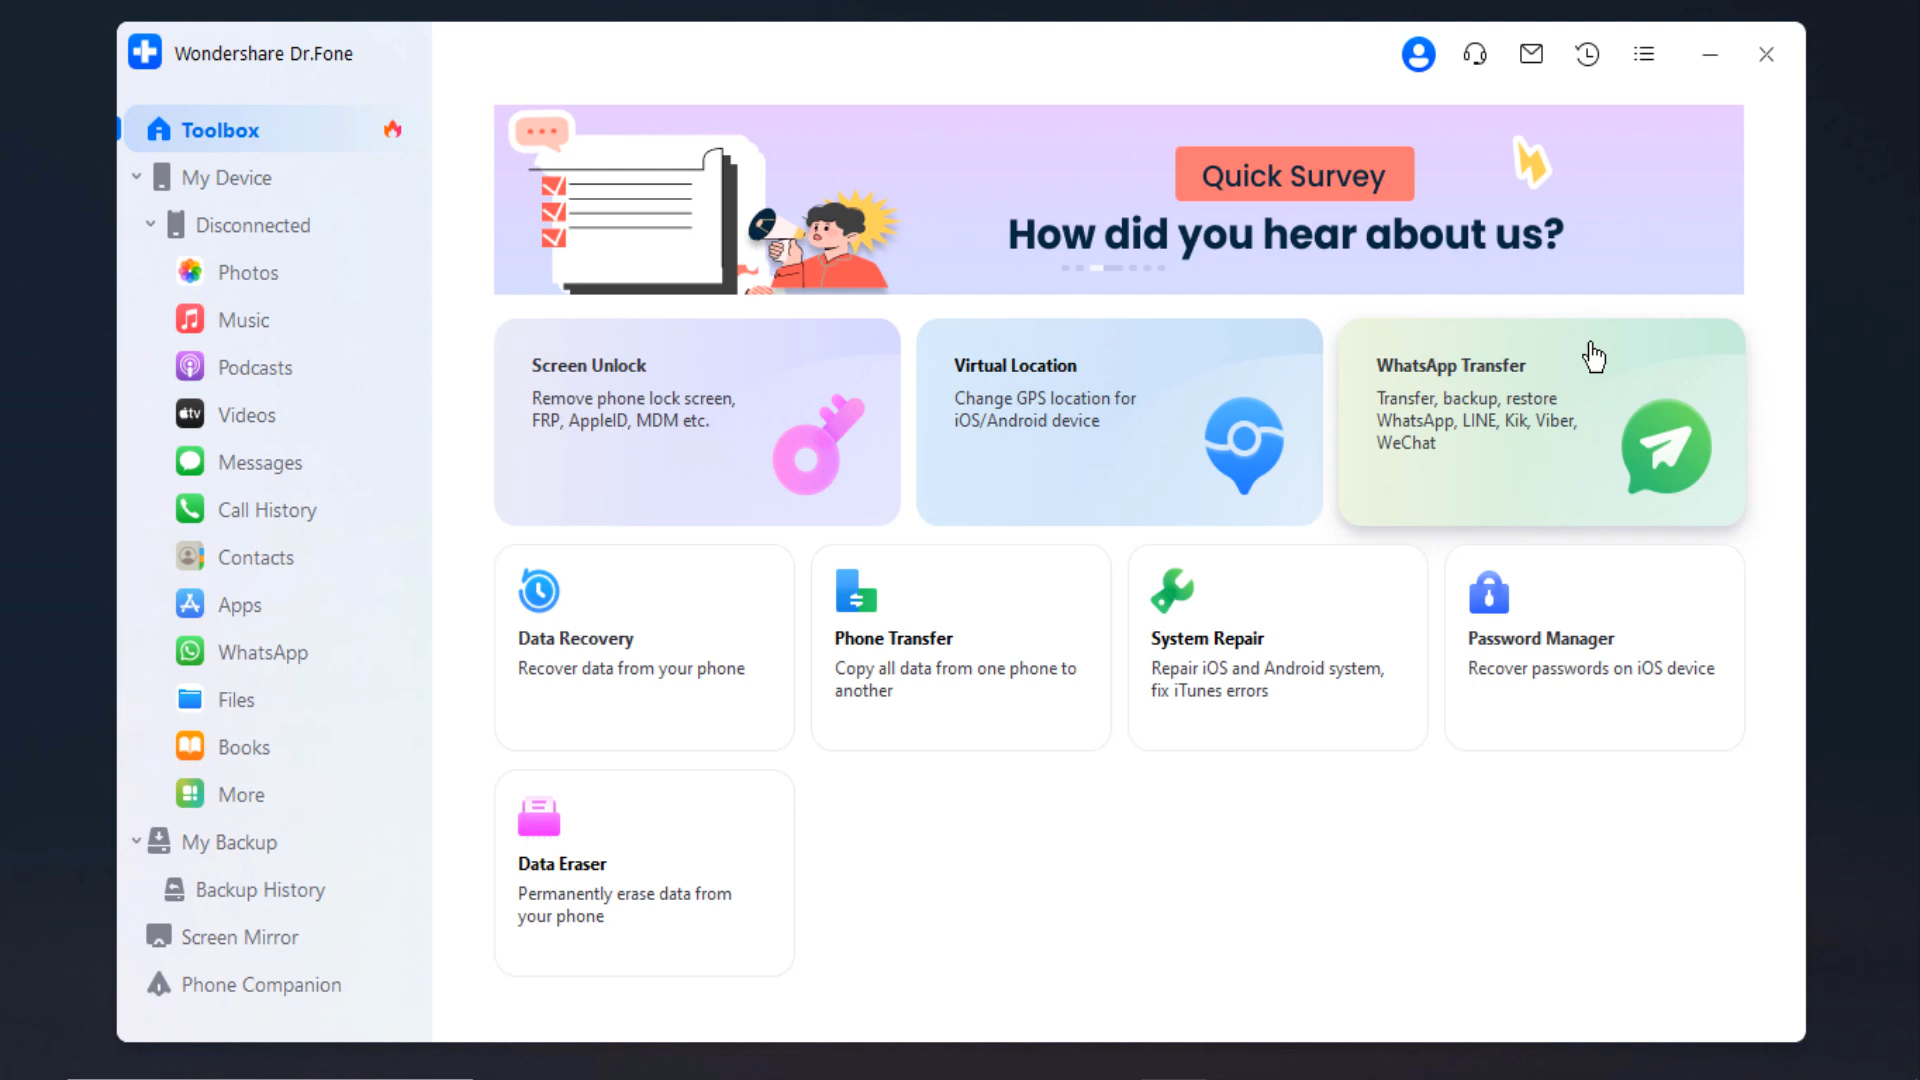 Wondershare Dr.Fone
Toolbox
My Device
Disconnected
Photos
Music
Podcasts
tv
Videos
Messages
Call History
Contacts
Apps
WhatsApp
Files
Books
More
My Backup
Backup History
Screen Mirror
Phone Companion
Quick Survey
How did you hear about us?
Screen Unlock
Remove phone lock screen,
FRP, AppleID, MDM etc.
Virtual Location
Change GPS location for
iOS/Android device
WhatsApp Transfer
Transfer, backup, restore
WhatsApp, LINE, Kik, Viber,
WeChat
Data Recovery
Recover data from your phone
Phone Transfer
Copy all data from one phone to
another
System Repair
Repair iOS and Android system,
fix iTunes errors
Password Manager
Recover passwords on iOS device
Data Eraser
Permanently erase data from
your phone